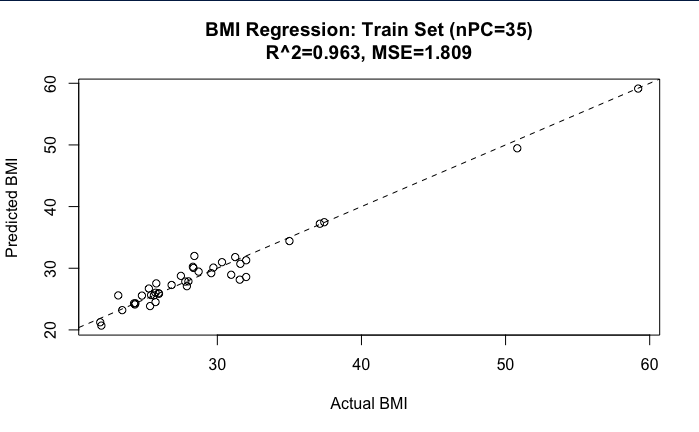 BMI Regression: Train Set (nPC=35)
R^2=0.963, MSE=1.809
60
50
40
30
20
Predicted BMI
30 40 50 60
Actual BMI